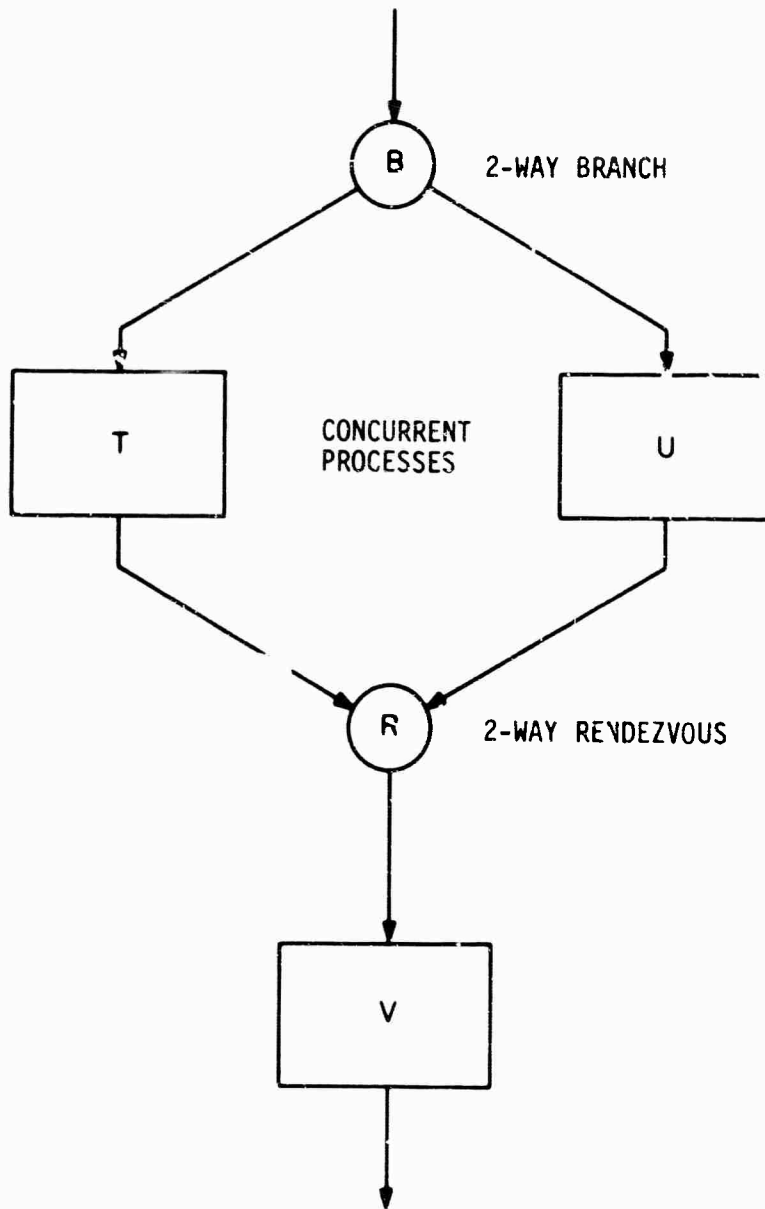 B
2-WAY BRANCH
T
CONCURRENT
PROCESSES
U
R
2-WAY RENDEZVOUS
V